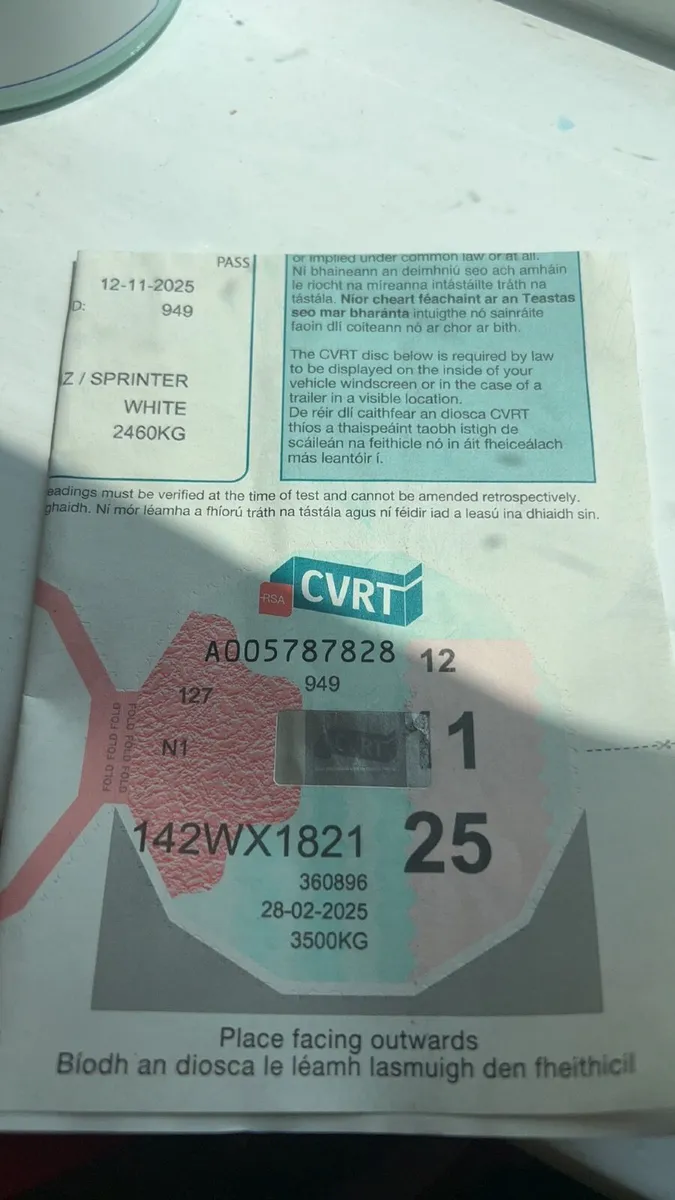 PASS
12-11-2025
D:
949
Z / SPRINTER
WHITE
2460KG
or implied under common law or at all.
Ní bhaineann an deimhniú seo ach amháin
le riocht na míreanna intástáilte tráth na
tástála. Níor cheart féachaint ar an Teastas
seo mar bharánta intuigthe nó sainráite
faoin dlí coiteann nó ar chor ar bith.
The CVRT disc below is required by law
to be displayed on the inside of your
vehicle windscreen or in the case of a
trailer in a visible location.
De réir dlí caithfear an diosca CVRT
thíos a thaispeáint taobh istigh de
scáileán na feithicle nó in áit fheiceálach
más leantóir í.
eadings must be verified at the time of test and cannot be amended retrospectively.
ghaidh. Ní mór léamha a fhíorú tráth na tástála agus ní féidir iad a leasú ina dhiaidh sin.
RSA
CVRT
A005787828
12
949
127
N1
CVRT
11
FOLD FOLD FOLD
FOLD FOLD FOLD
142WX1821
25
360896
28-02-2025
3500KG
Place facing outwards
Bíodh an diosca le léamh lasmuigh den fheithicil